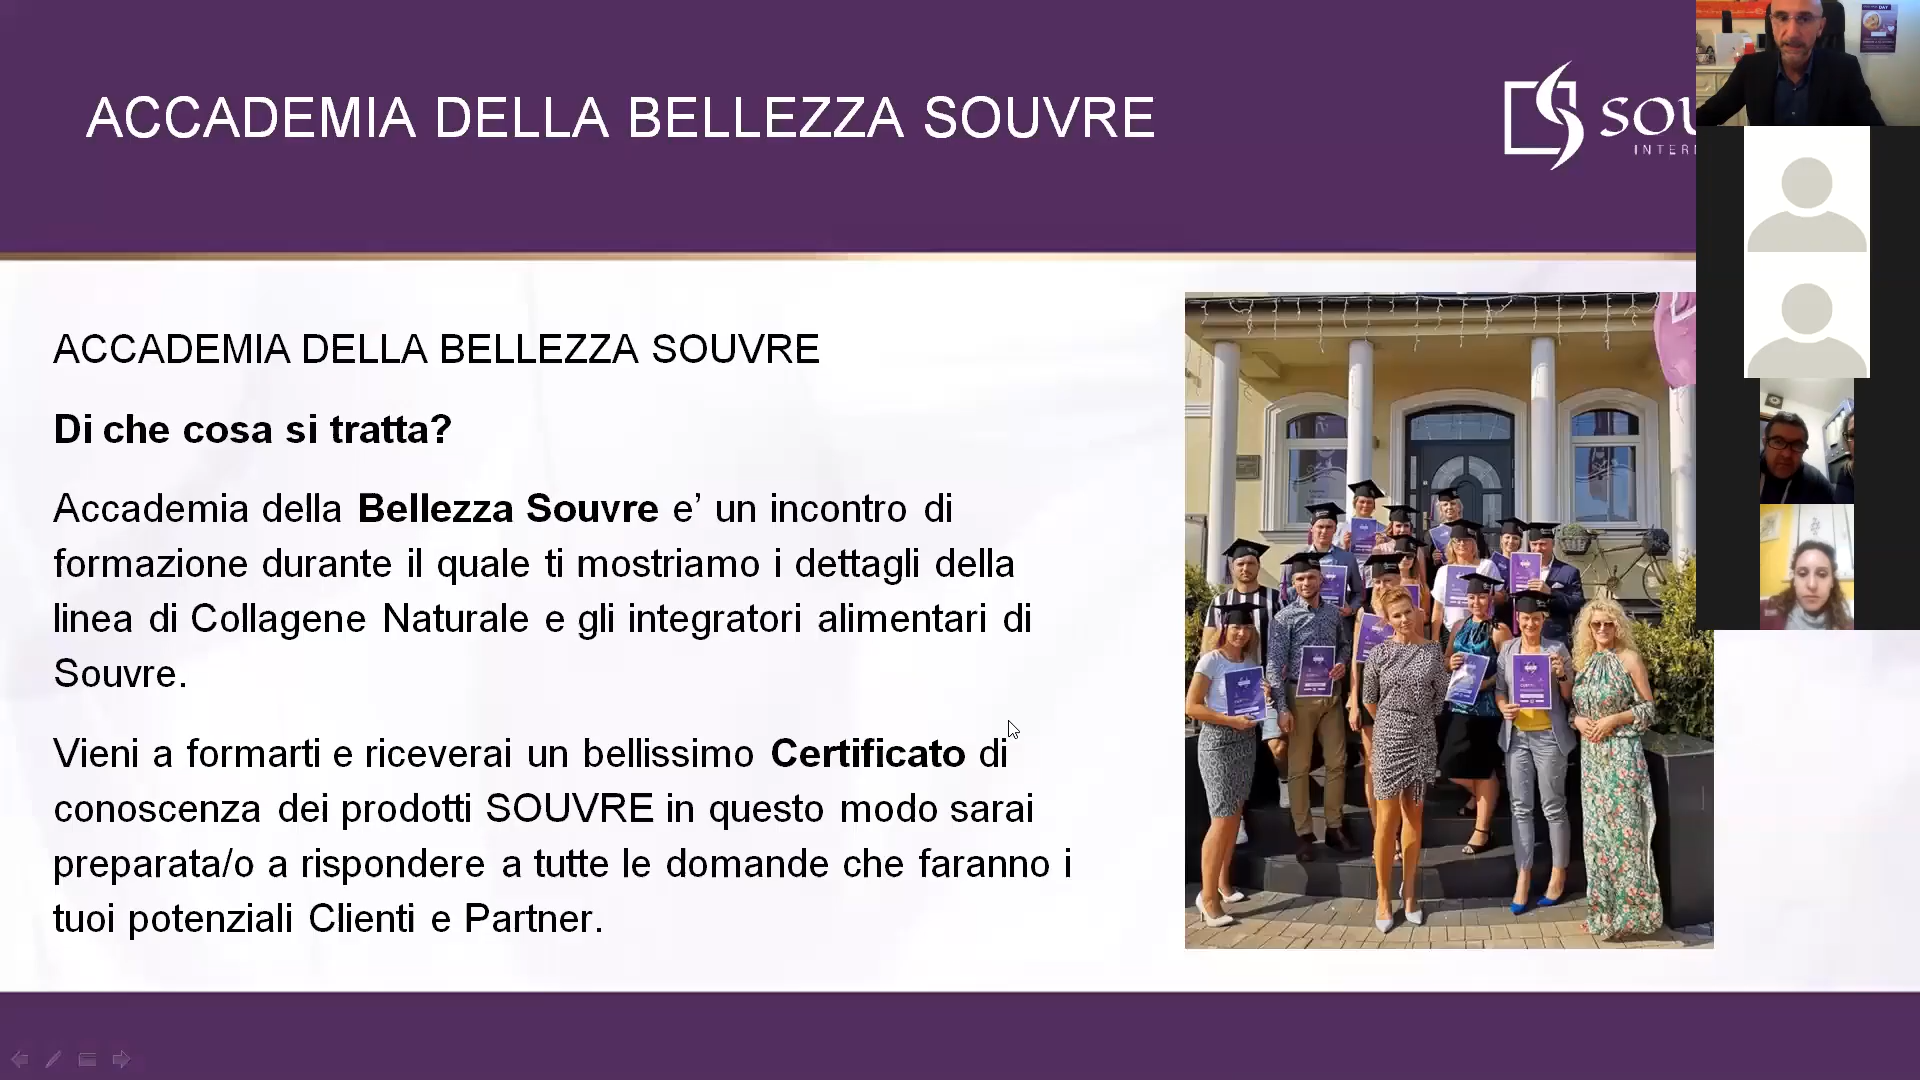 ACCADEMIA DELLA BELLEZZA SOUVRE
SOU
INTER
ACCADEMIA DELLA BELLEZZA SOUVRE
Di che cosa si tratta?
Accademia della Bellezza Souvre e’ un incontro di
formazione durante il quale ti mostriamo i dettagli della
linea di Collagene Naturale e gli integratori alimentari di
Souvre.
Vieni a formarti e riceverai un bellissimo Certificato di
conoscenza dei prodotti SOUVRE in questo modo sarai
preparata/o a rispondere a tutte le domande che faranno i
tuoi potenziali Clienti e Partner.
DAY